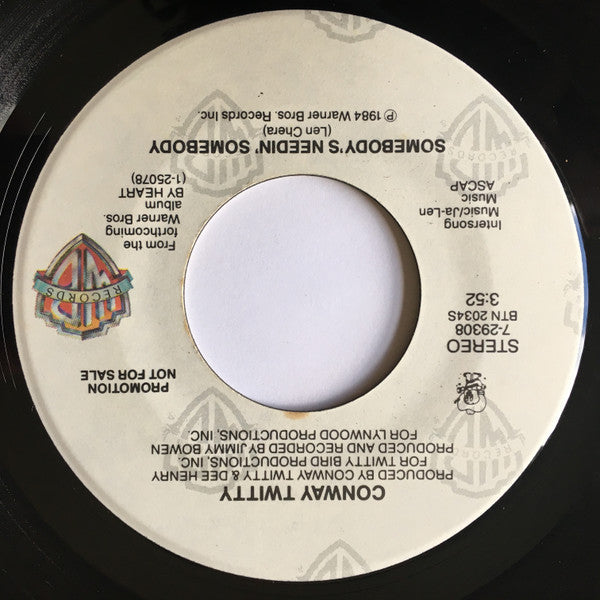 SOMEBODY'S NEEDIN' SOMEBODY
(Len Chera)
℗ 1984 Warner Bros. Records Inc.
Intersong
Music/Ja-Len
Music
ASCAP
STEREO
7-29308
BTN 2034S
3:52
From the
forthcoming
Warner Bros.
album
BY HEART
(1-25078)
RECORDS
PROMOTION
NOT FOR SALE
CONWAY TWITTY
PRODUCED BY CONWAY TWITTY & DEE HENRY
FOR TWITTY BIRD PRODUCTIONS, INC.
PRODUCED AND RECORDED BY JIMMY BOWEN
FOR LYNWOOD PRODUCTIONS, INC.